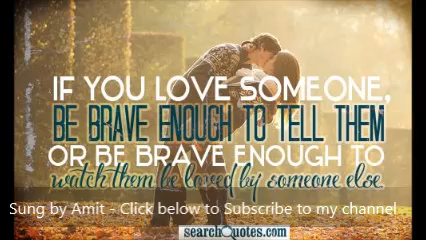 IF YOU LOVE SOMEONE,
BE BRAVE ENOUGH TO TELL THEM
OR BE BRAVE ENOUGH TO
watch them be loved by someone else.
Sung by Amit - Click below to Subscribe to my channel....
searchQuotes.com